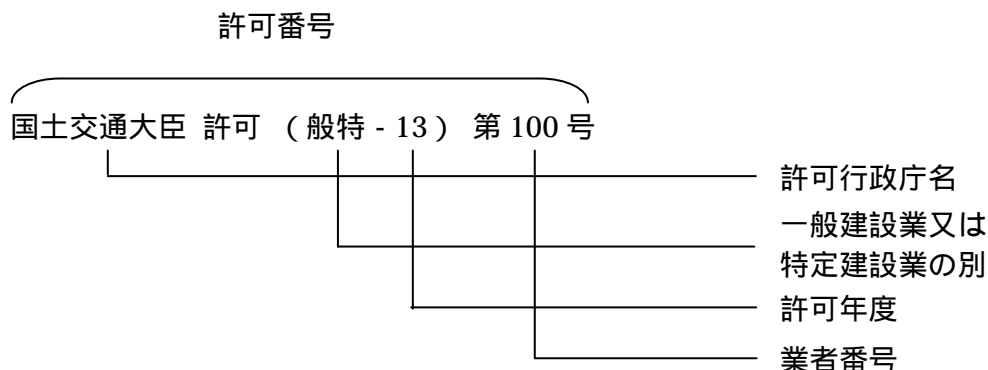 許可番号
国土交通大臣 許可 （般特 - 13） 第 100 号
許可行政庁名
一般建設業又は
特定建設業の別
許可年度
業者番号